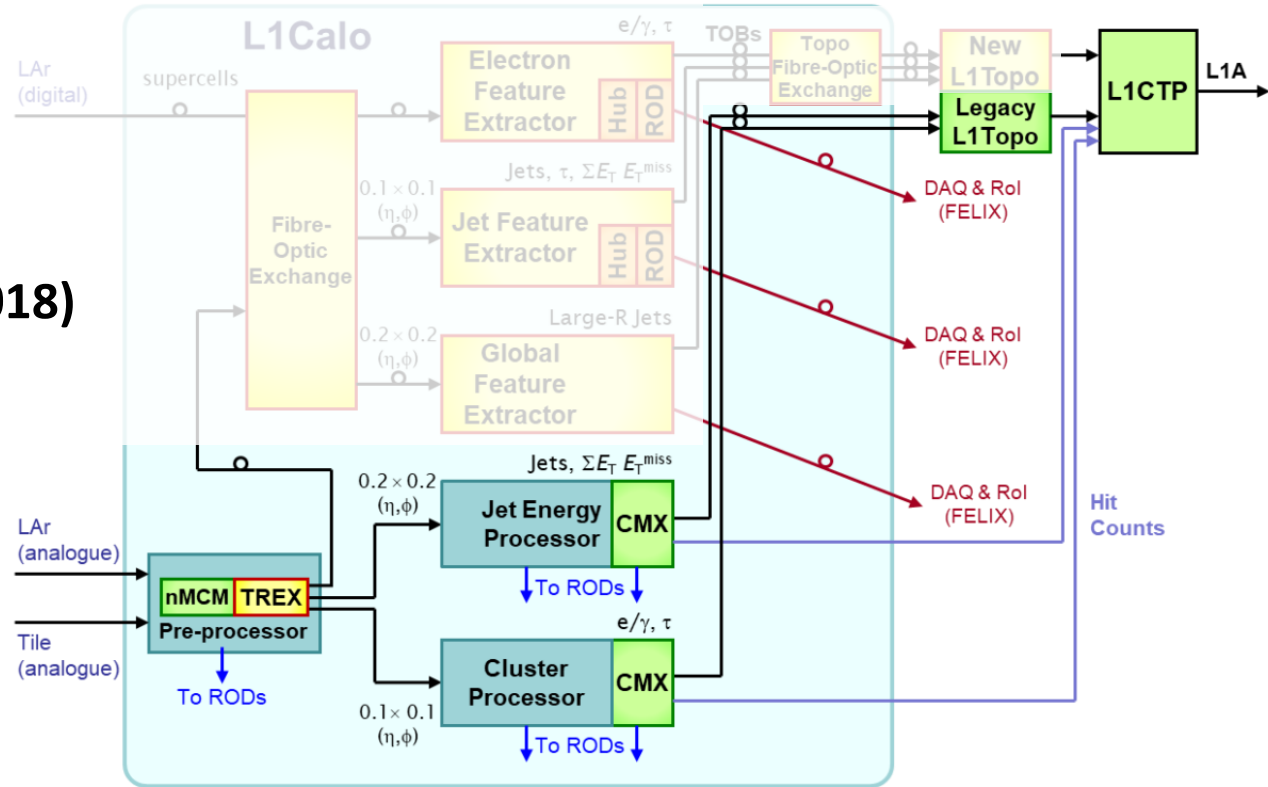 L1Calo
e/γ, τ
TOBs
LAr
(digital)
supercells
Electron
Feature
Extractor
Hub
ROD
Topo
Fibre-Optic
Exchange
New
L1Topo
Legacy
L1Topo
L1CTP
L1A
Jets, τ, ΣE_T E_T^miss
0.1 × 0.1
(η,ϕ)
Fibre-
Optic
Exchange
Jet Feature
Extractor
Hub
ROD
DAQ & RoI
(FELIX)
018)
Large-R Jets
0.2 × 0.2
(η,ϕ)
Global
Feature
Extractor
DAQ & RoI
(FELIX)
Jets, ΣE_T E_T^miss
0.2 × 0.2
(η,ϕ)
Jet Energy
Processor
CMX
To RODs
DAQ & RoI
(FELIX)
Hit
Counts
LAr
(analogue)
nMCM
TREX
Pre-processor
Tile
(analogue)
To RODs
e/γ, τ
Cluster
Processor
CMX
0.1 × 0.1
(η,ϕ)
To RODs